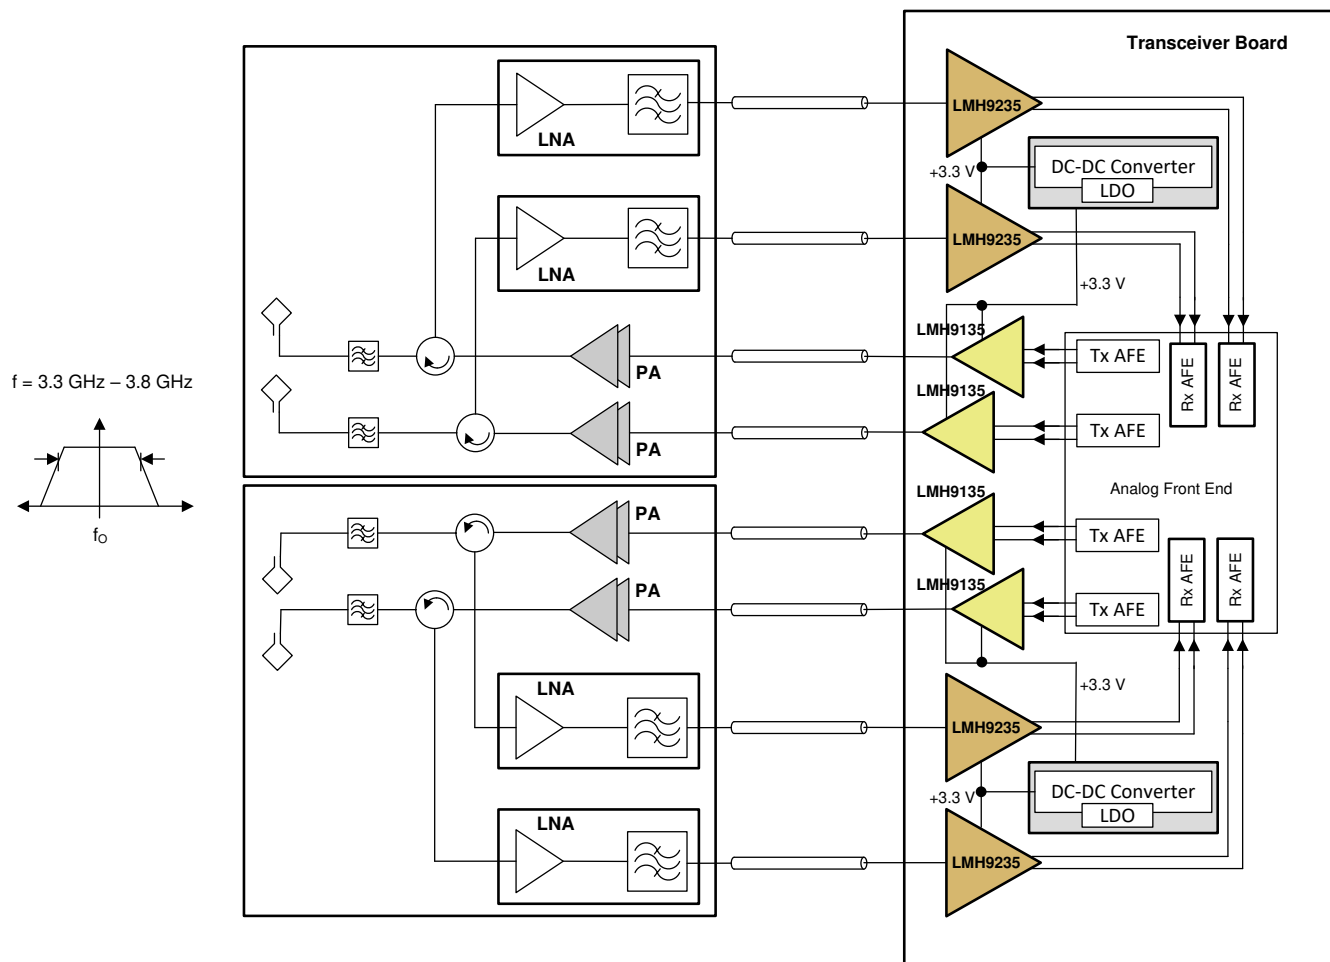 Transceiver Board
LNA
LMH9235
+3.3 V
DC-DC Converter
LDO
LNA
LMH9235
+3.3 V
LMH9135
PA
Tx AFE
Rx AFE
Rx AFE
f = 3.3 GHz – 3.8 GHz
LMH9135
PA
Tx AFE
fO
LMH9135
Analog Front End
PA
Tx AFE
LMH9135
PA
Tx AFE
Rx AFE
Rx AFE
LNA
+3.3 V
LMH9235
+3.3 V
DC-DC Converter
LDO
LNA
LMH9235